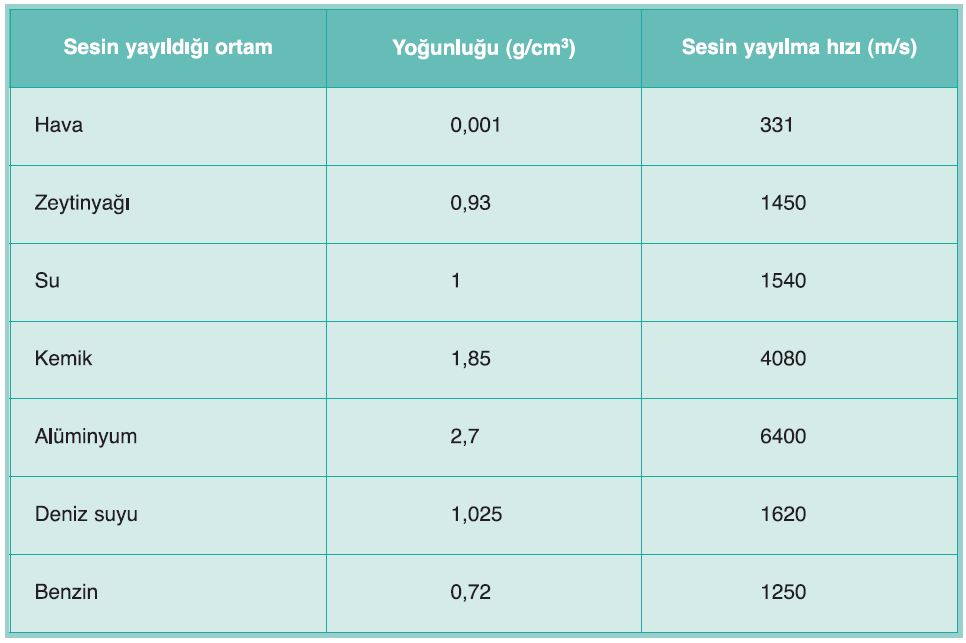 Sesin yayıldığı ortam Yoğunluğu (g/cm³) Sesin yayılma hızı (m/s)
Hava 0,001 331
Zeytinyağı 0,93 1450
Su 1 1540
Kemik 1,85 4080
Alüminyum 2,7 6400
Deniz suyu 1,025 1620
Benzin 0,72 1250